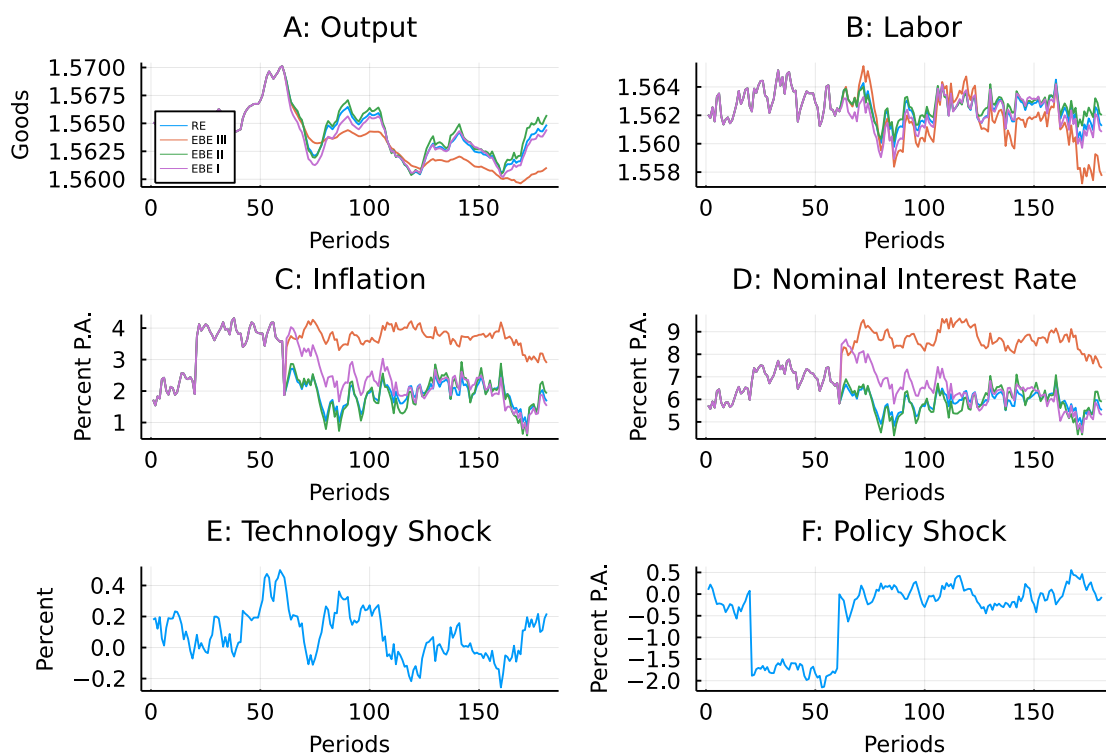 A: Output
Goods
1.5700
1.5675
1.5650
1.5625
1.5600
RE
EBE III
EBE II
EBE I
0 50 100 150
Periods
B: Labor
1.564
1.562
1.560
1.558
0 50 100 150
Periods
C: Inflation
Percent P.A.
4
3
2
1
0 50 100 150
Periods
D: Nominal Interest Rate
Percent P.A.
9
8
7
6
5
0 50 100 150
Periods
E: Technology Shock
Percent
0.4
0.2
0.0
−0.2
0 50 100 150
Periods
F: Policy Shock
Percent P.A.
0.5
0.0
−0.5
−1.0
−1.5
−2.0
0 50 100 150
Periods